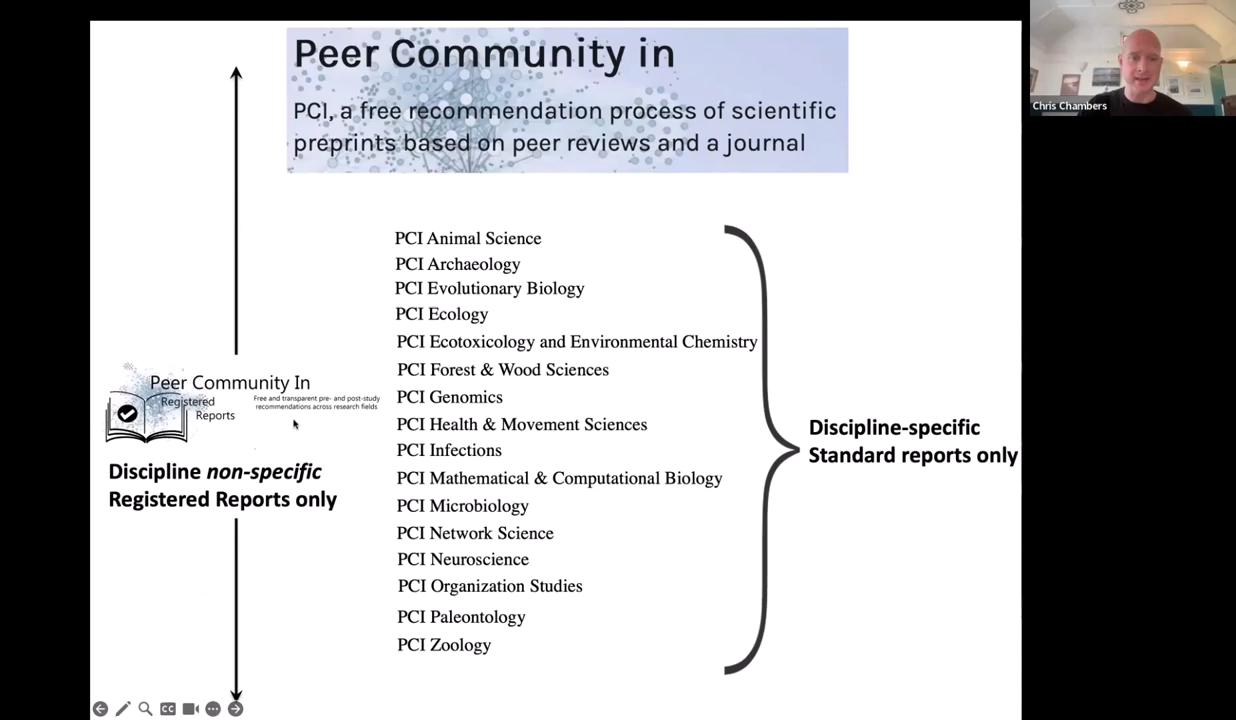 Peer Community in
PCI, a free recommendation process of scientific
preprints based on peer reviews and a journal
Chris Chambers
PCI Animal Science
PCI Archaeology
PCI Evolutionary Biology
PCI Ecology
PCI Ecotoxicology and Environmental Chemistry
PCI Forest & Wood Sciences
PCI Genomics
PCI Health & Movement Sciences
PCI Infections
PCI Mathematical & Computational Biology
PCI Microbiology
PCI Network Science
PCI Neuroscience
PCI Organization Studies
PCI Paleontology
PCI Zoology
Peer Community In
Registered
Reports
Free and transparent pre- and post-study
recommendations across research fields
Discipline non-specific
Registered Reports only
Discipline-specific
Standard reports only
CC